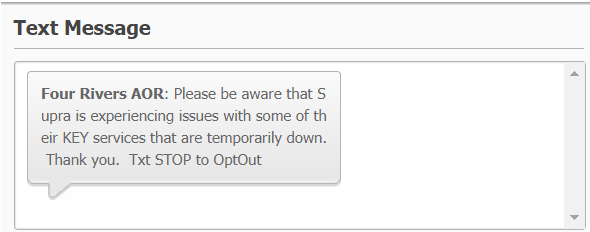 Text Message
Four Rivers AOR: Please be aware that S
upra is experiencing issues with some of th
eir KEY services that are temporarily down.
Thank you.  Txt STOP to OptOut